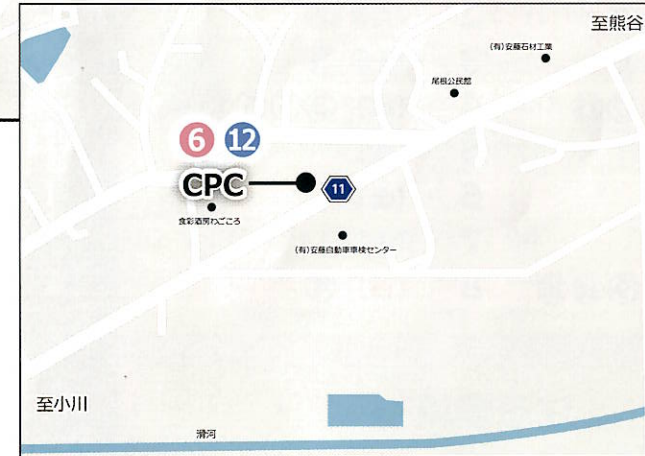 至熊谷
(有)安藤石材工業
尾根公民館
6 12
CPC
11
食彩酒房わごころ
(有)安藤自動車車検センター
至小川
滑河